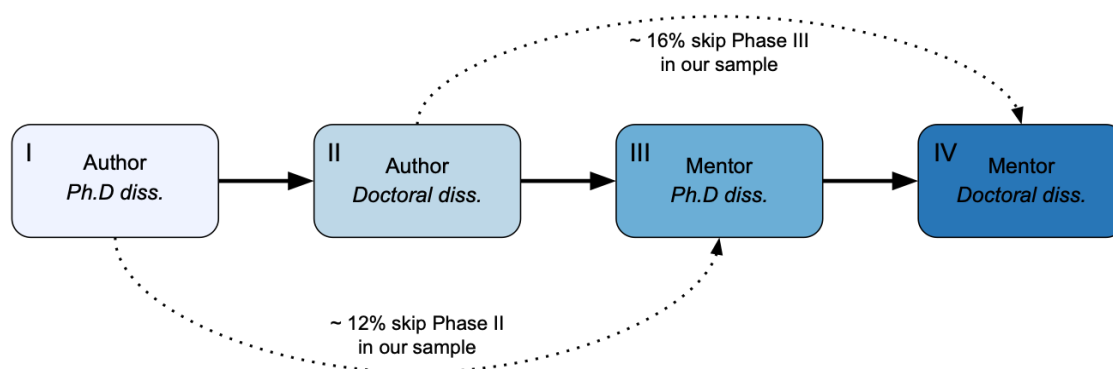 ~ 16% skip Phase III
in our sample
I
Author
Ph.D diss.
II
Author
Doctoral diss.
III
Mentor
Ph.D diss.
IV
Mentor
Doctoral diss.
~ 12% skip Phase II
in our sample